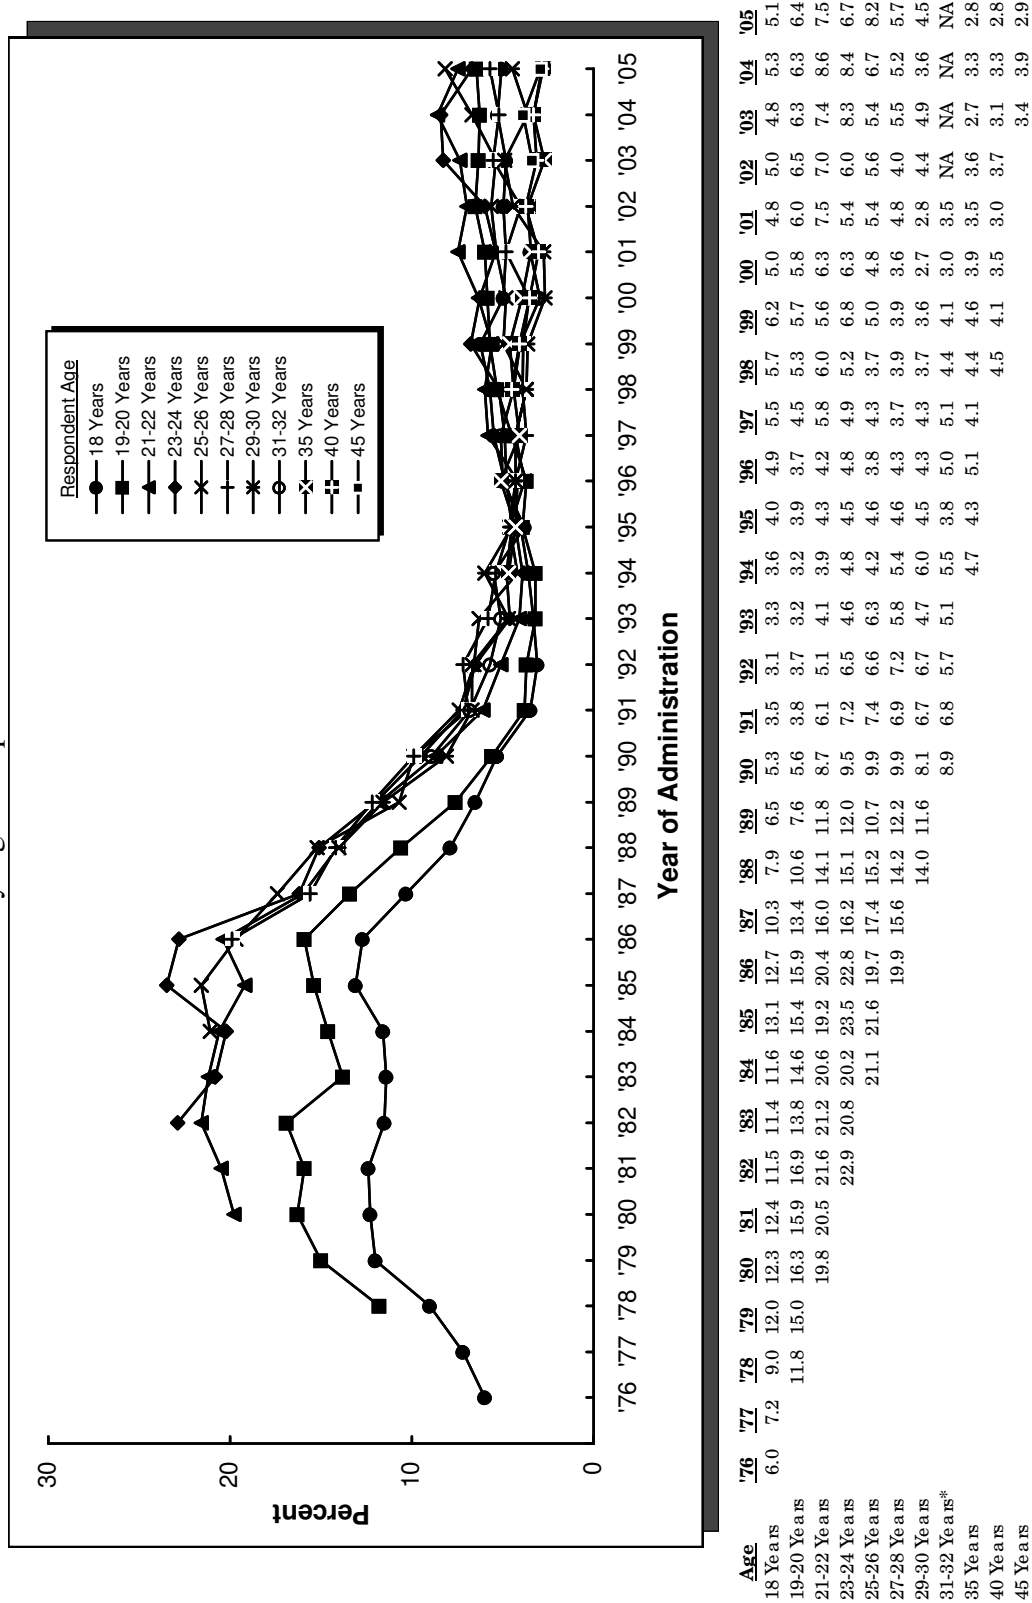 Respondent Age
18 Years
19-20 Years
21-22 Years
23-24 Years
25-26 Years
27-28 Years
29-30 Years
31-32 Years
35 Years
40 Years
45 Years
Percent
30
20
10
0
'76 '77 '78 '79 '80 '81 '82 '83 '84 '85 '86 '87 '88 '89 '90 '91 '92 '93 '94 '95 '96 '97 '98 '99 '00 '01 '02 '03 '04 '05
Year of Administration
Age '76 '77 '78 '79 '80 '81 '82 '83 '84 '85 '86 '87 '88 '89 '90 '91 '92 '93 '94 '95 '96 '97 '98 '99 '00 '01 '02 '03 '04 '05
18 Years 6.0 7.2 9.0 12.0 12.3 12.4 11.5 11.4 11.6 13.1 12.7 10.3 7.9 6.5 5.3 3.5 3.1 3.3 3.6 4.0 4.9 5.5 5.7 6.2 5.0 4.8 5.0 4.8 5.3 5.1
19-20 Years 11.8 15.0 16.3 15.9 16.9 13.8 14.6 15.4 15.9 13.4 10.6 7.6 5.6 3.8 3.7 3.2 3.2 3.9 3.7 4.5 5.3 5.7 5.8 6.0 6.5 6.3 6.3 6.4
21-22 Years 19.8 20.5 21.6 21.2 20.6 19.2 20.4 16.0 14.1 11.8 8.7 6.1 5.1 4.1 3.9 4.3 4.2 5.8 6.0 5.6 6.3 7.5 7.0 7.4 8.6 7.5
23-24 Years 22.9 20.8 20.2 23.5 22.8 16.2 15.1 12.0 9.5 7.2 6.5 4.6 4.8 4.5 4.8 4.9 5.2 6.8 6.3 5.4 6.0 8.3 8.4 6.7
25-26 Years 21.1 21.6 19.7 17.4 15.2 10.7 9.9 7.4 6.6 6.3 4.2 4.6 3.8 4.3 3.7 5.0 4.8 5.4 5.6 5.4 6.7 8.2
27-28 Years 19.9 15.6 14.2 12.2 9.9 6.9 7.2 5.8 5.4 4.6 4.3 3.7 3.9 3.9 3.6 4.8 4.0 5.5 5.2 5.7
29-30 Years 14.0 11.6 8.1 6.7 6.7 4.7 6.0 4.5 4.3 4.3 3.7 3.6 2.7 2.8 4.4 4.9 3.6 4.5
31-32 Years* 8.9 6.8 5.7 5.1 5.5 3.8 5.0 5.1 4.4 4.1 3.0 3.5 NA NA NA NA
35 Years 4.7 4.3 5.1 4.1 4.4 4.6 3.9 3.5 3.6 2.7 3.3 2.8
40 Years 4.5 4.1 3.5 3.0 3.7 3.1 3.3 2.8
45 Years 3.4 3.9 2.9